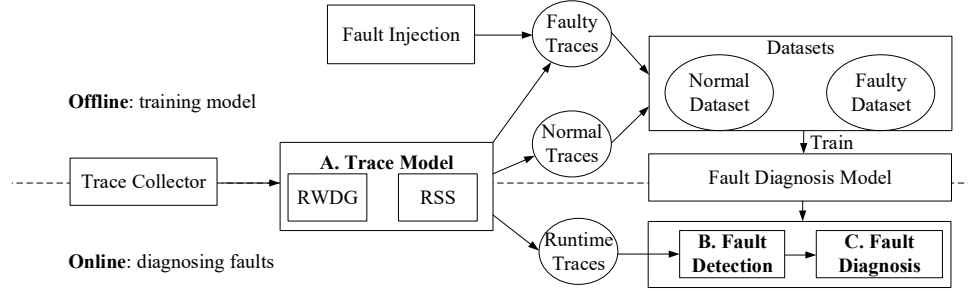 Fault Injection
Faulty
Traces
Datasets
Normal
Dataset
Faulty
Dataset
Offline: training model
Normal
Traces
Train
A. Trace Model
Trace Collector
RWDG
RSS
Fault Diagnosis Model
Runtime
Traces
B. Fault
Detection
C. Fault
Diagnosis
Online: diagnosing faults